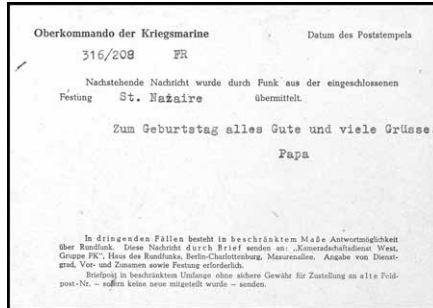 Oberkommando der Kriegsmarine Datum des Poststempels
316/208 FR
Nachstehende Nachricht wurde durch Funk aus der eingeschlossenen
Festung St. Nazaire übermittelt.
Zum Geburtstag alles Gute und viele Grüsse
Papa
In dringenden Fällen besteht in beschränktem Maße Antwortmöglichkeit
über Rundfunk. Diese Nachricht durch Brief senden an: „Kameradschaftsdienst West,
Gruppe PK", Haus des Rundfunks, Berlin-Charlottenburg, Masurenallee. Angabe von Dienst-
grad, Vor- und Zunamen sowie Festung erforderlich.
Briefpost in beschränktem Umfange ohne sichere Gewähr für Zustellung an alte Feld-
post-Nr. – sofern keine neue mitgeteilt wurde – senden.